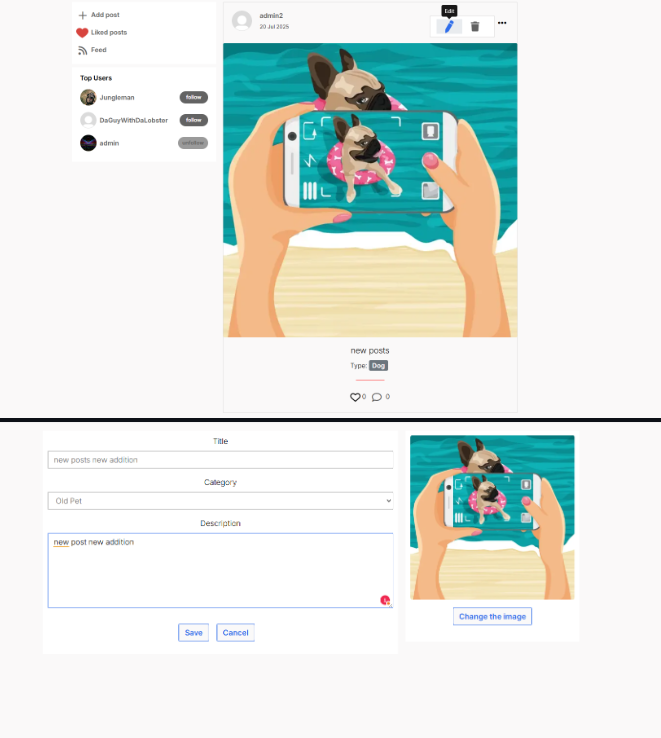 Add post
Liked posts
Feed
Top Users
Jungleman
follow
DaGuyWithDaLobster
follow
admin
unfollow
admin2
20 Jul 2025
Edit
new posts
Type: Dog
0 0
Title
new posts new addition
Category
Old Pet
Description
new post new addition
Save Cancel
Change the image